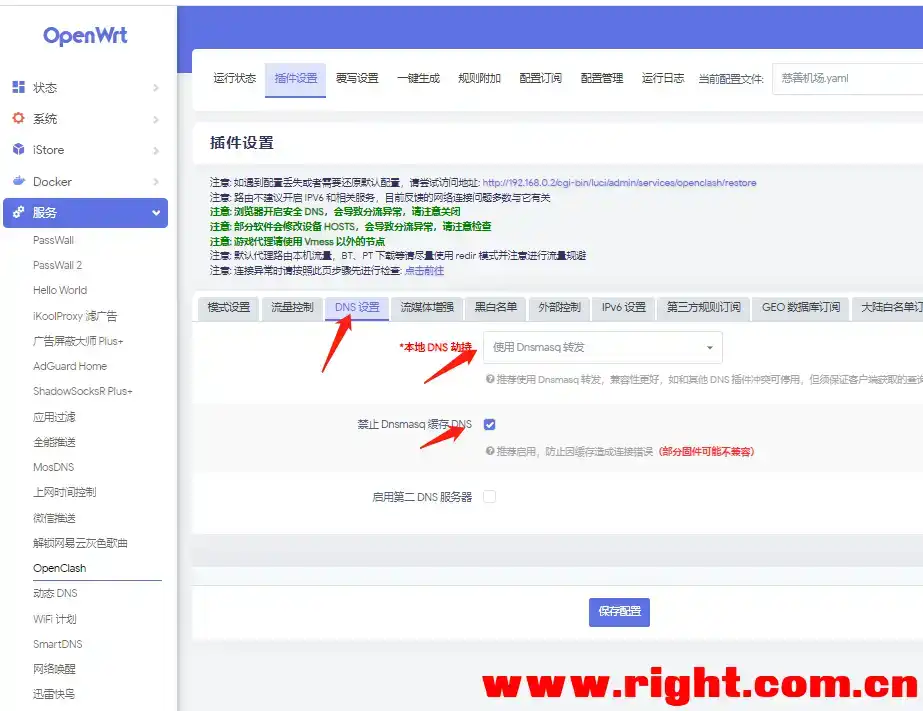 OpenWrt
状态
系统
iStore
Docker
服务
PassWall
PassWall 2
Hello World
iKoolProxy 滤广告
广告屏蔽大师 Plus+
AdGuard Home
ShadowSocksR Plus+
应用过滤
全能推送
MosDNS
上网时间控制
微信推送
解锁网易云灰色歌曲
OpenClash
动态 DNS
WiFi 计划
SmartDNS
网络唤醒
迅雷快鸟
运行状态 插件设置 覆写设置 一键生成 规则附加 配置订阅 配置管理 运行日志 当前配置文件: 慈善机场.yaml
插件设置
注意: 如遇到配置丢失或者需要还原默认配置，请尝试访问地址: http://192.168.0.2/cgi-bin/luci/admin/services/openclash/restore
注意: 路由不建议开启 IPV6 和相关服务，目前反馈的网络连接问题多数与它有关
注意: 浏览器开启安全 DNS，会导致分流异常，请注意关闭
注意: 部分软件会修改设备 HOSTS，会导致分流异常，请注意检查
注意: 游戏代理请使用 Vmess 以外的节点
注意: 默认代理路由本机流量，BT、PT 下载等请尽量使用 redir 模式并注意进行流量规避
注意: 连接异常时请按照此页步骤先进行检查: 点击前往
模式设置 流量控制 DNS 设置 流媒体增强 黑白名单 外部控制 IPv6 设置 第三方规则订阅 GEO 数据库订阅 大陆白名单订
*本地 DNS 劫持 使用 Dnsmasq 转发
推荐使用 Dnsmasq 转发，兼容性更好，如和其他 DNS 插件冲突可停用，但须保证客户端获取的查询
禁止 Dnsmasq 缓存 DNS
推荐启用，防止因缓存造成连接错误（部分固件可能不兼容）
启用第二 DNS 服务器
保存配置
www.right.com.cn